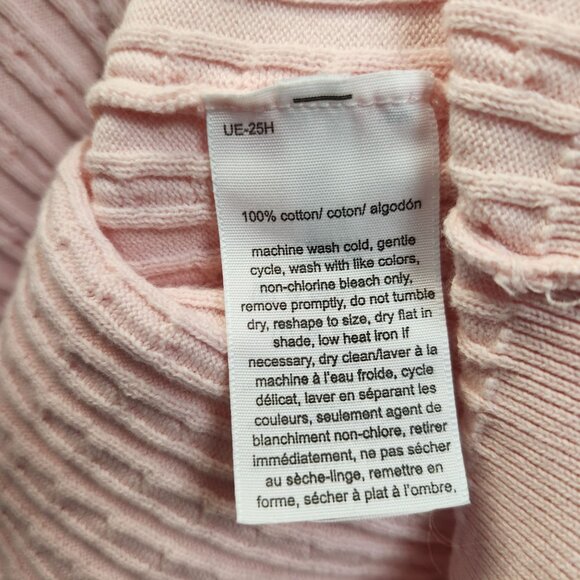 UE-25H
100% cotton/ coton/ algodón
machine wash cold, gentle
cycle, wash with like colors,
non-chlorine bleach only,
remove promptly, do not tumble
dry, reshape to size, dry flat in
shade, low heat iron if
necessary, dry clean/laver à la
machine à l'eau froide, cycle
délicat, laver en séparant les
couleurs, seulement agent de
blanchiment non-chlore, retirer
immédiatement, ne pas sécher
au sèche-linge, remettre en
forme, sécher à plat à l'ombre,